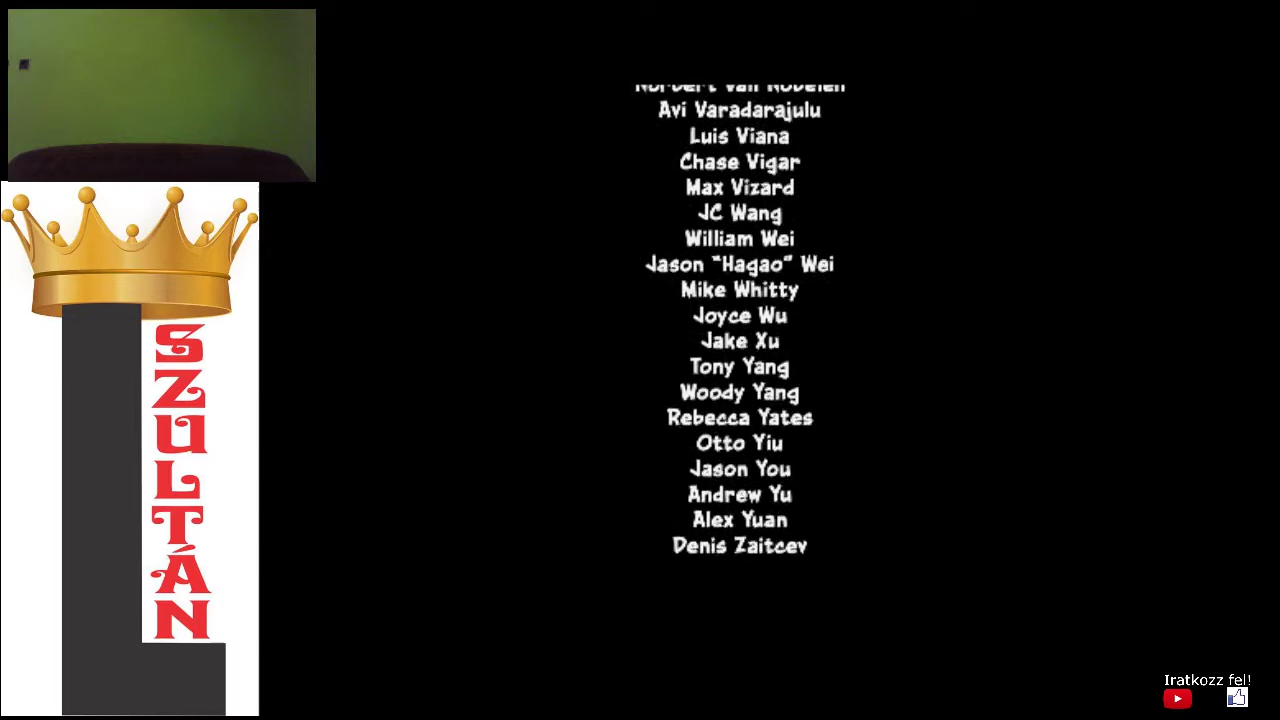 SZULTÁN
Avi Varadarajulu
Luis Viana
Chase Vigar
Max Vizard
JC Wang
William Wei
Jason "Hagao" Wei
Mike Whitty
Joyce Wu
Jake Xu
Tony Yang
Woody Yang
Rebecca Yates
Otto Yiu
Jason You
Andrew Yu
Alex Yuan
Denis Zaitcev
Iratkozz fel!